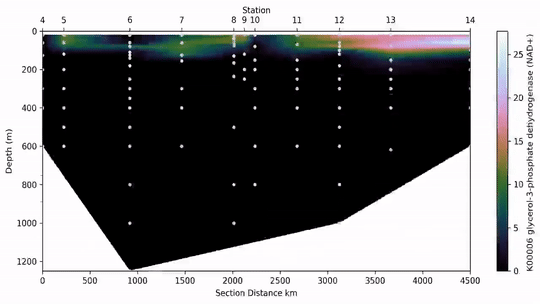 Station
4 5 6 7 8 9 10 11 12 13 14
0
200
400
600
800
1000
1200
Depth (m)
0 500 1000 1500 2000 2500 3000 3500 4000 4500
Section Distance km
25
20
15
10
5
0
K00006 glycerol-3-phosphate dehydrogenase (NAD+)